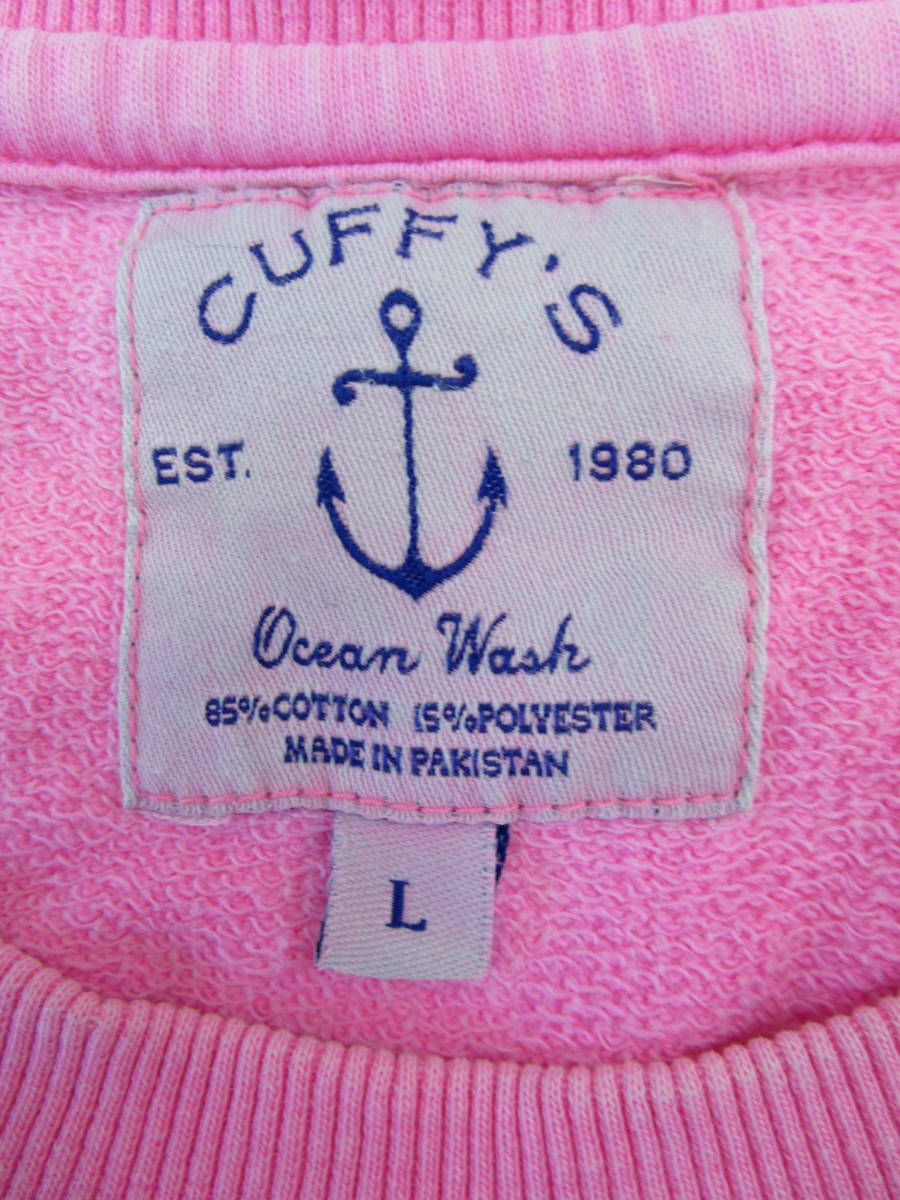 CUFFY'S
EST. 1980
Ocean Wash
85%COTTON 15%POLYESTER
MADE IN PAKISTAN
L